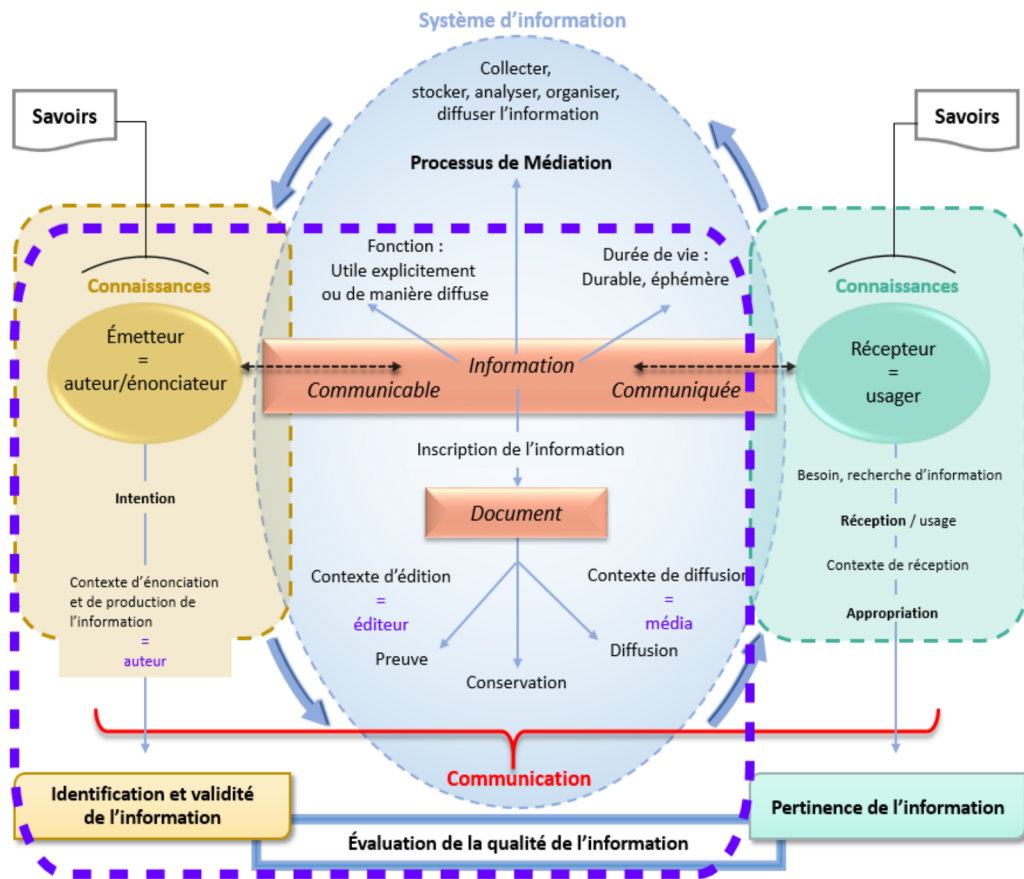 Système d’information
Collecter,
stocker, analyser, organiser,
diffuser l’information
Processus de Médiation
Savoirs
Savoirs
Connaissances
Émetteur
=
auteur/énonciateur
Intention
Contexte d’énonciation
et de production de
l’information
=
auteur
Fonction :
Utile explicitement
ou de manière diffuse
Durée de vie :
Durable, éphémère
Information
Communicable
Communiquée
Inscription de l’information
Document
Contexte d’édition
=
éditeur
Contexte de diffusion
=
média
Preuve
Conservation
Diffusion
Connaissances
Récepteur
=
usager
Besoin, recherche d’information
Réception / usage
Contexte de réception
Appropriation
Communication
Identification et validité
de l’information
Évaluation de la qualité de l’information
Pertinence de l’information